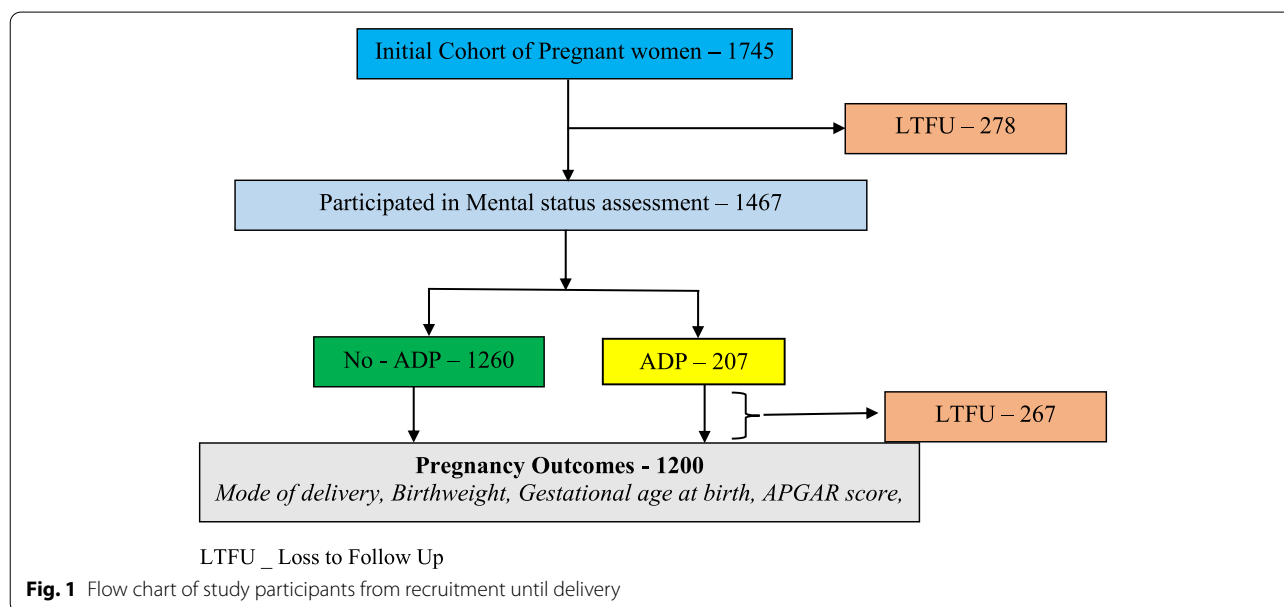 Initial Cohort of Pregnant women – 1745
LTFU – 278
Participated in Mental status assessment – 1467
No - ADP – 1260
ADP – 207
LTFU – 267
Pregnancy Outcomes - 1200
Mode of delivery, Birthweight, Gestational age at birth, APGAR score,
LTFU _ Loss to Follow Up
Fig. 1 Flow chart of study participants from recruitment until delivery